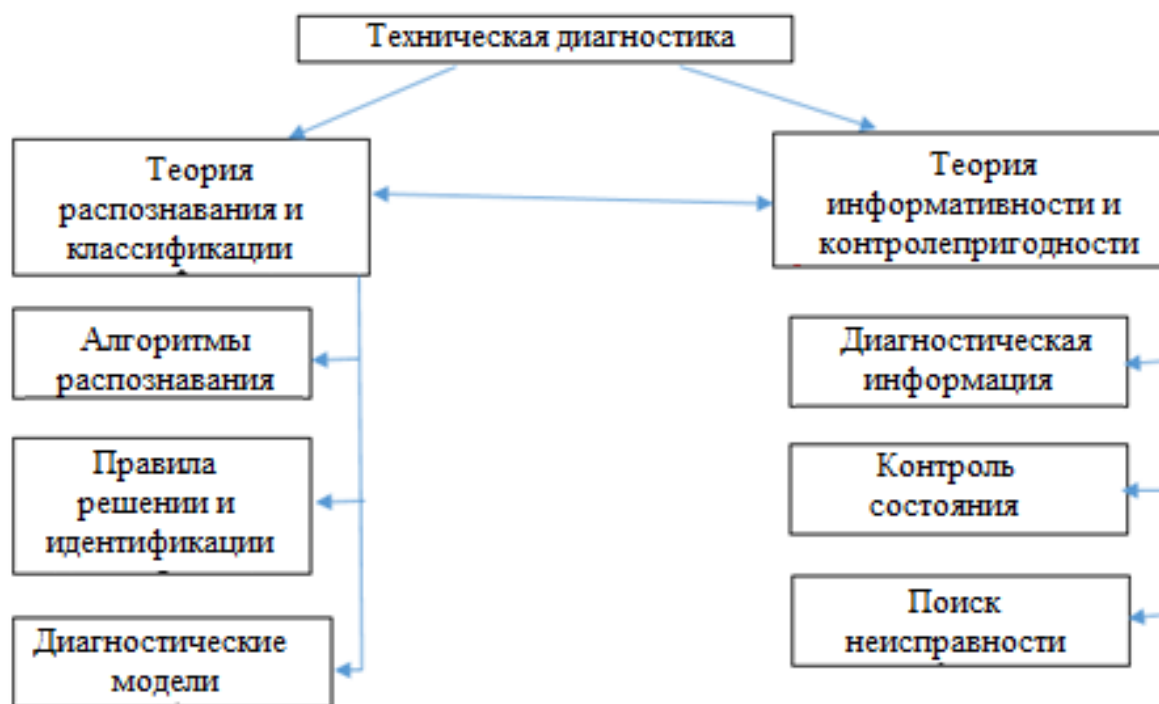 Техническая диагностика
Теория
распознавания и
классификации
Теория
информативности и
контролепригодности
Алгоритмы
распознавания
Диагностическая
информация
Правила
решении и
идентификации
Контроль
состояния
Диагностические
модели
Поиск
неисправности